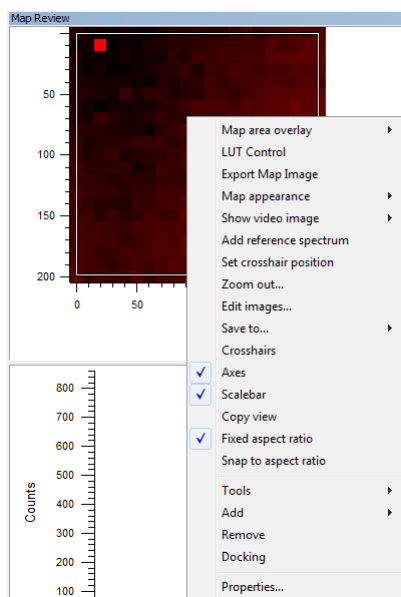 Map Review
50
100
150
200
0
50
Map area overlay
LUT Control
Export Map Image
Map appearance
Show video image
Add reference spectrum
Set crosshair position
Zoom out...
Edit images...
Save to...
Crosshairs
Axes
Scalebar
Copy view
Fixed aspect ratio
Snap to aspect ratio
Tools
Add
Remove
Docking
Properties...
800
700
600
500
400
300
200
100
Counts